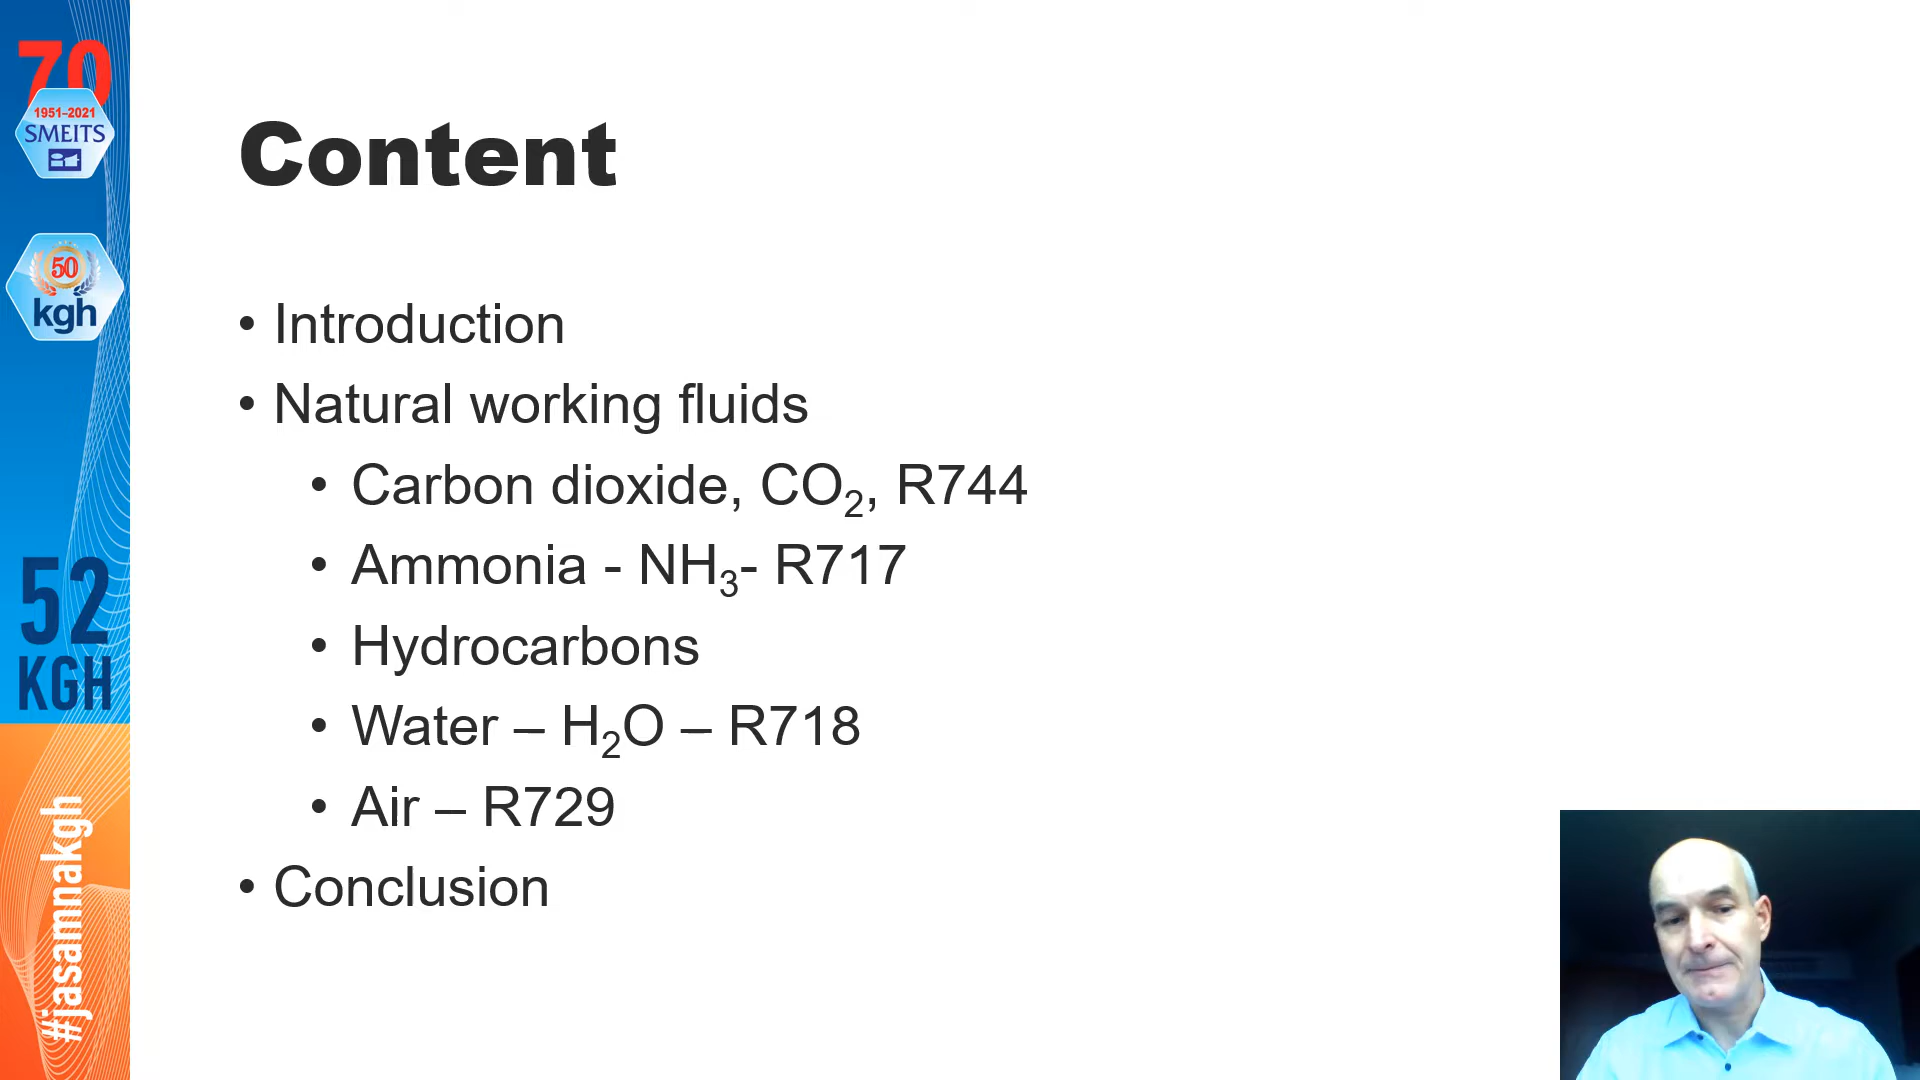 70
1951-2021
SMEITS
50
kgh
52
KGH
#jasamnakgh
Content
• Introduction
• Natural working fluids
• Carbon dioxide, CO₂, R744
• Ammonia - NH₃- R717
• Hydrocarbons
• Water – H₂O – R718
• Air – R729
• Conclusion